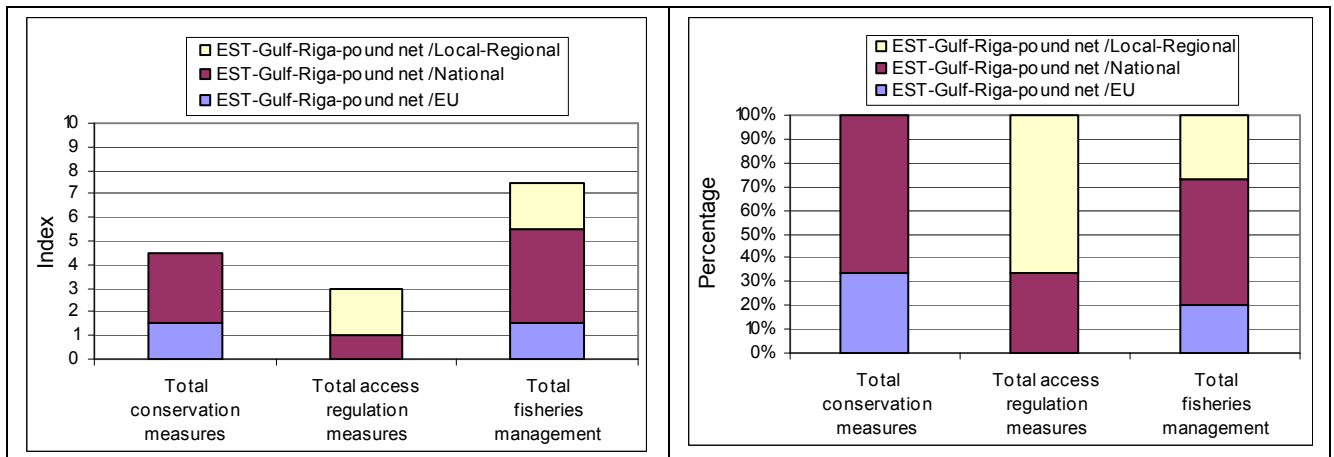 EST-Gulf-Riga-pound net /Local-Regional
EST-Gulf-Riga-pound net /National
EST-Gulf-Riga-pound net /EU
10
9
8
7
6
5
4
3
2
1
0
Index
Total conservation measures
Total access regulation measures
Total fisheries management
EST-Gulf-Riga-pound net /Local-Regional
EST-Gulf-Riga-pound net /National
EST-Gulf-Riga-pound net /EU
100%
90%
80%
70%
60%
50%
40%
30%
20%
10%
0%
Percentage
Total conservation measures
Total access regulation measures
Total fisheries management